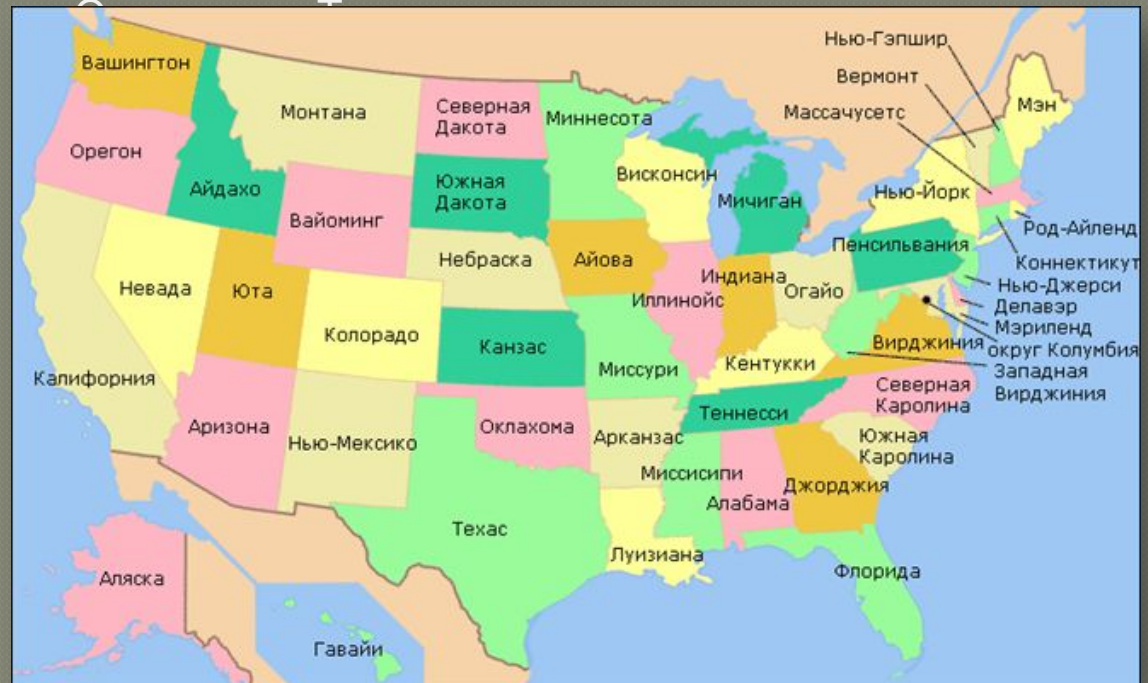 Нью-Гэпшир
Вашингтон
Вермонт
Монтана
Северная
Дакота
Миннесота
Массачусетс
Мэн
Орегон
Айдахо
Южная
Дакота
Висконсин
Мичиган
Нью-Йорк
Вайоминг
Род-Айленд
Пенсильвания
Небраска
Айова
Коннектикут
Индиана
Огайо
Нью-Джерси
Невада
Юта
Иллинойс
Делавэр
Колорадо
Мэриленд
Канзас
Вирджиния
округ Колумбия
Миссури
Кентукки
Западная
Вирджиния
Калифорния
Северная
Каролина
Теннесси
Аризона
Нью-Мексико
Оклахома
Арканзас
Южная
Каролина
Миссисипи
Джорджия
Алабама
Техас
Луизиана
Флорида
Аляска
Гавайи